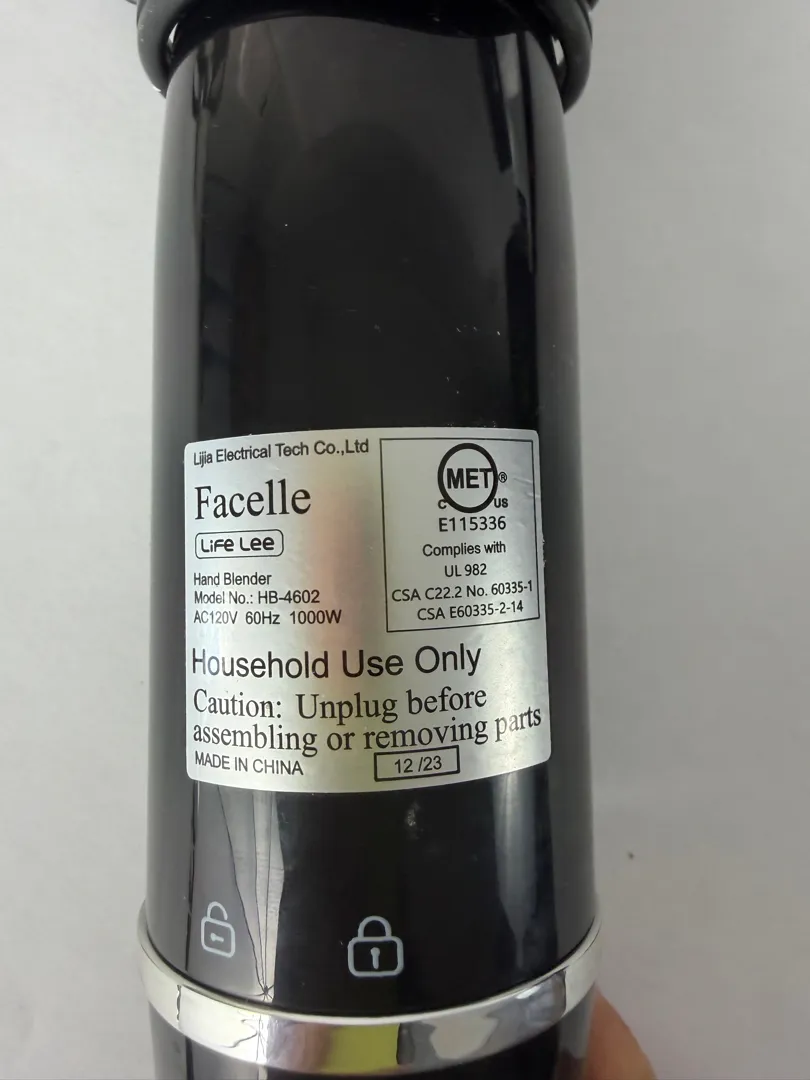 Lijia Electrical Tech Co.,Ltd
Facelle
Life Lee
Hand Blender
Model No.: HB-4602
AC120V 60Hz 1000W
MET®
C US
E115336
Complies with
UL 982
CSA C22.2 No. 60335-1
CSA E60335-2-14
Household Use Only
Caution: Unplug before
assembling or removing parts
MADE IN CHINA
12 /23